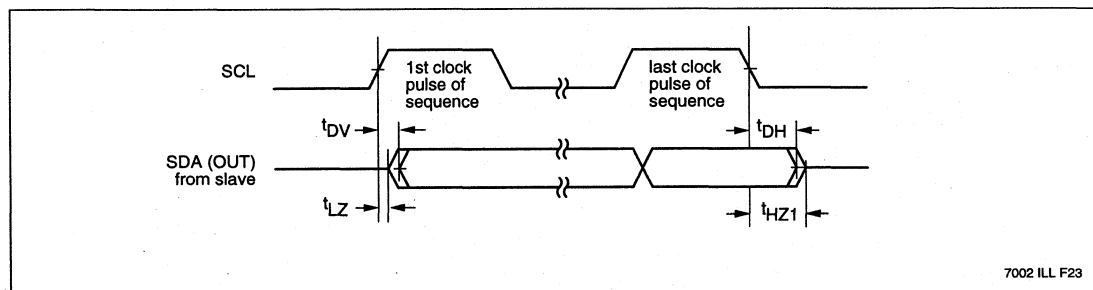 SCL
1st clock
pulse of
sequence
last clock
pulse of
sequence
tDV
tDH
SDA (OUT)
from slave
tLZ
tHZ1
7002 ILL F23